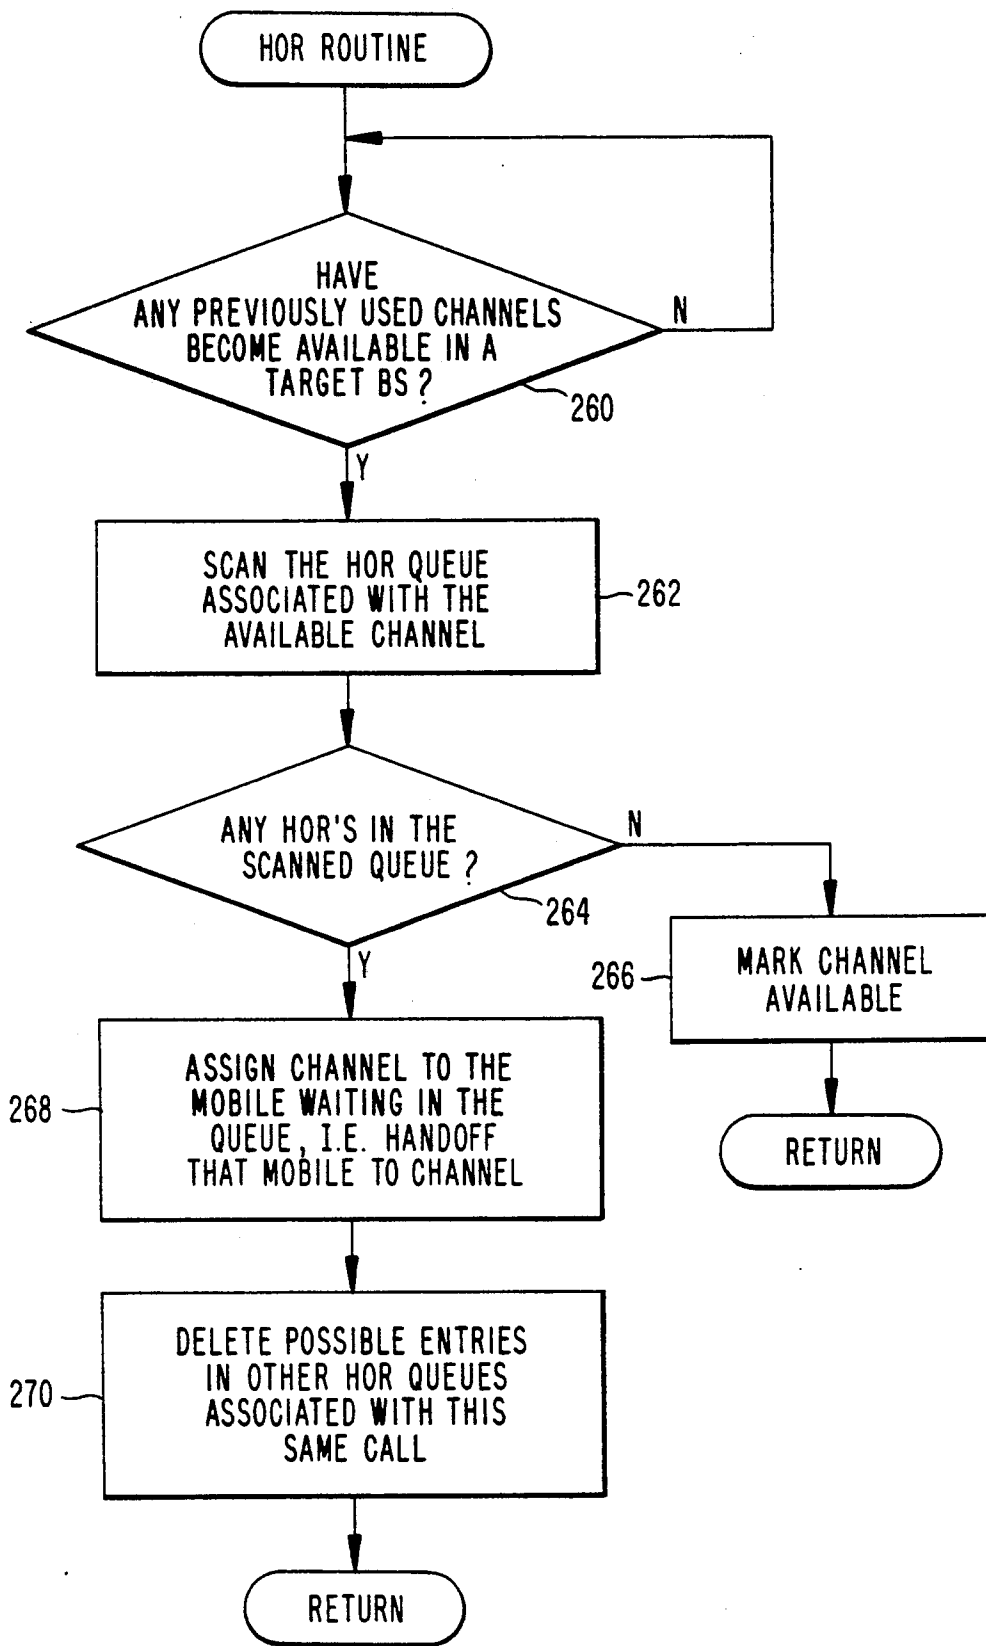 HOR ROUTINE
HAVE
ANY PREVIOUSLY USED CHANNELS
BECOME AVAILABLE IN A
TARGET BS ?
N
260
Y
SCAN THE HOR QUEUE
ASSOCIATED WITH THE
AVAILABLE CHANNEL
262
ANY HOR'S IN THE
SCANNED QUEUE ?
N
264
Y
266
MARK CHANNEL
AVAILABLE
RETURN
268
ASSIGN CHANNEL TO THE
MOBILE WAITING IN THE
QUEUE, I.E. HANDOFF
THAT MOBILE TO CHANNEL
270
DELETE POSSIBLE ENTRIES
IN OTHER HOR QUEUES
ASSOCIATED WITH THIS
SAME CALL
RETURN